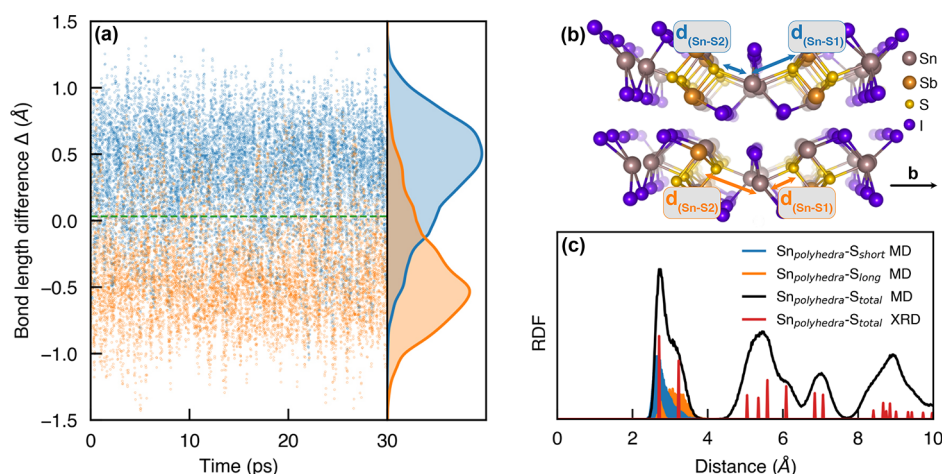 (a)
Bond length difference Δ (Å)
1.5
1.0
0.5
0.0
−0.5
−1.0
−1.5
0 10 20 30
Time (ps)
(b)
d(Sn-S2) d(Sn-S1)
Sn
Sb
S
I
d(Sn-S2) d(Sn-S1)
b
(c)
Snpolyhedra-Sshort MD
Snpolyhedra-Slong MD
Snpolyhedra-Stotal MD
Snpolyhedra-Stotal XRD
RDF
0 2 4 6 8 10
Distance (Å)